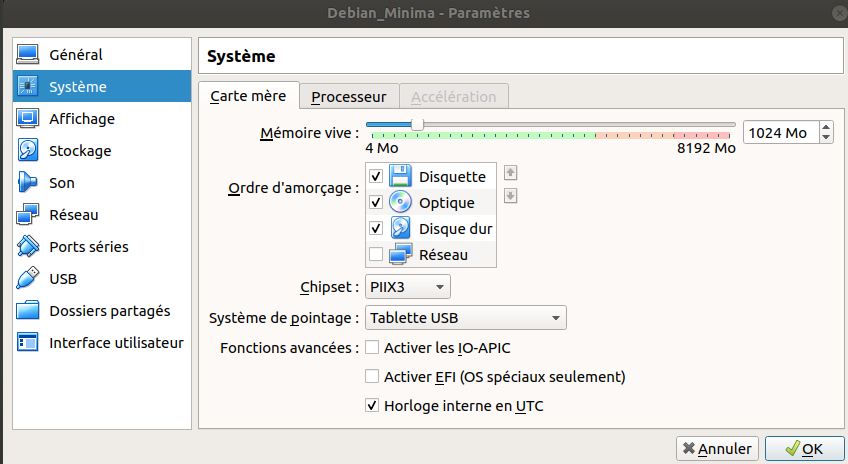 Debian_Minima - Paramètres
Général
Système
Affichage
Stockage
Son
Réseau
Ports séries
USB
Dossiers partagés
Interface utilisateur
Système
Carte mère Processeur Accélération
Mémoire vive : 1024 Mo
4 Mo 8192 Mo
Ordre d'amorçage : Disquette
Optique
Disque dur
Réseau
Chipset : PIIX3
Système de pointage : Tablette USB
Fonctions avancées : Activer les IO-APIC
Activer EFI (OS spéciaux seulement)
Horloge interne en UTC
Annuler OK